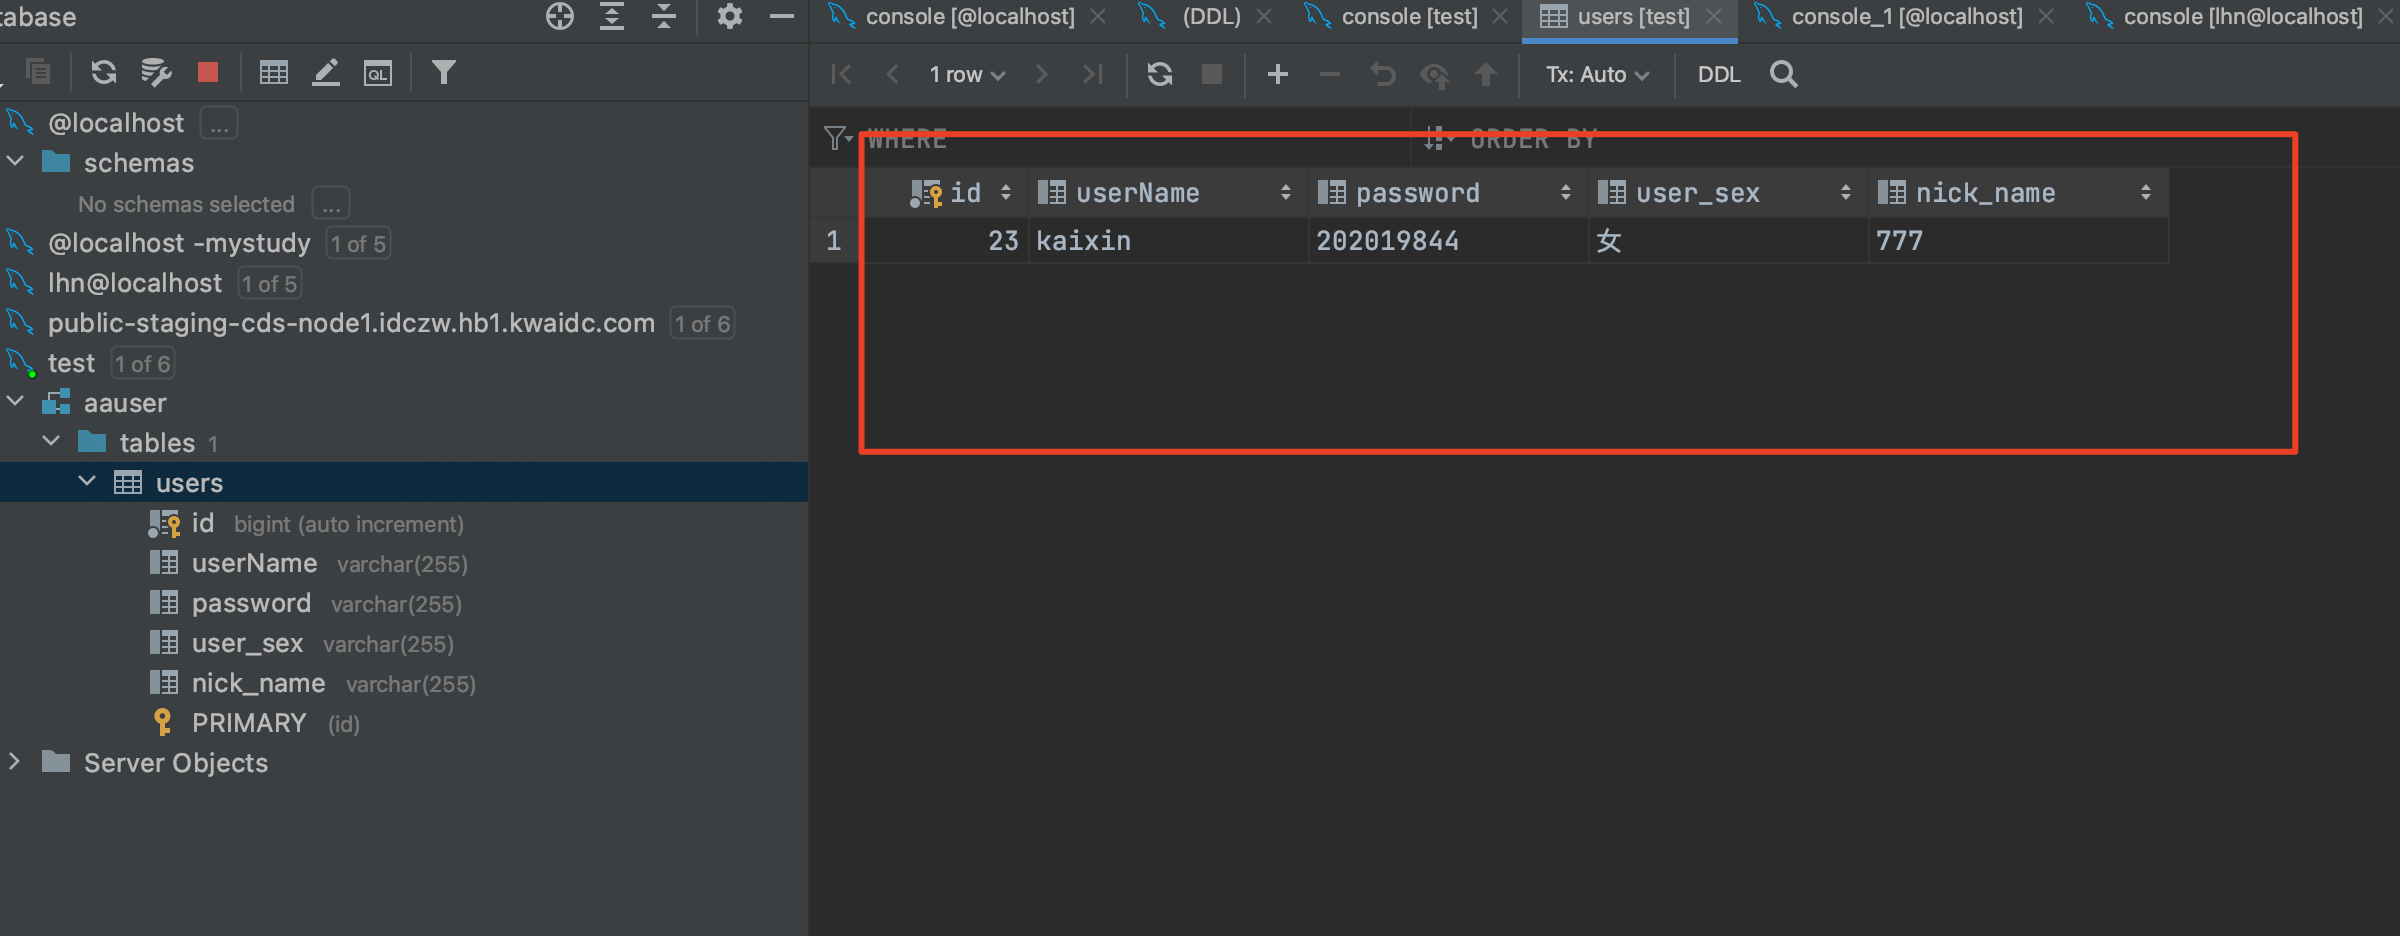 tabase
console [@localhost] (DDL) console [test] users [test] console_1 [@localhost] console [lhn@localhost]
QL
1 row Tx: Auto DDL
@localhost ...
schemas
No schemas selected ...
@localhost -mystudy 1 of 5
lhn@localhost 1 of 5
public-staging-cds-node1.idczw.hb1.kwaidc.com 1 of 6
test 1 of 6
aauser
tables 1
users
id bigint (auto increment)
userName varchar(255)
password varchar(255)
user_sex varchar(255)
nick_name varchar(255)
PRIMARY (id)
Server Objects
WHERE ORDER BY
id userName password user_sex nick_name
1 23 kaixin 202019844 女 777